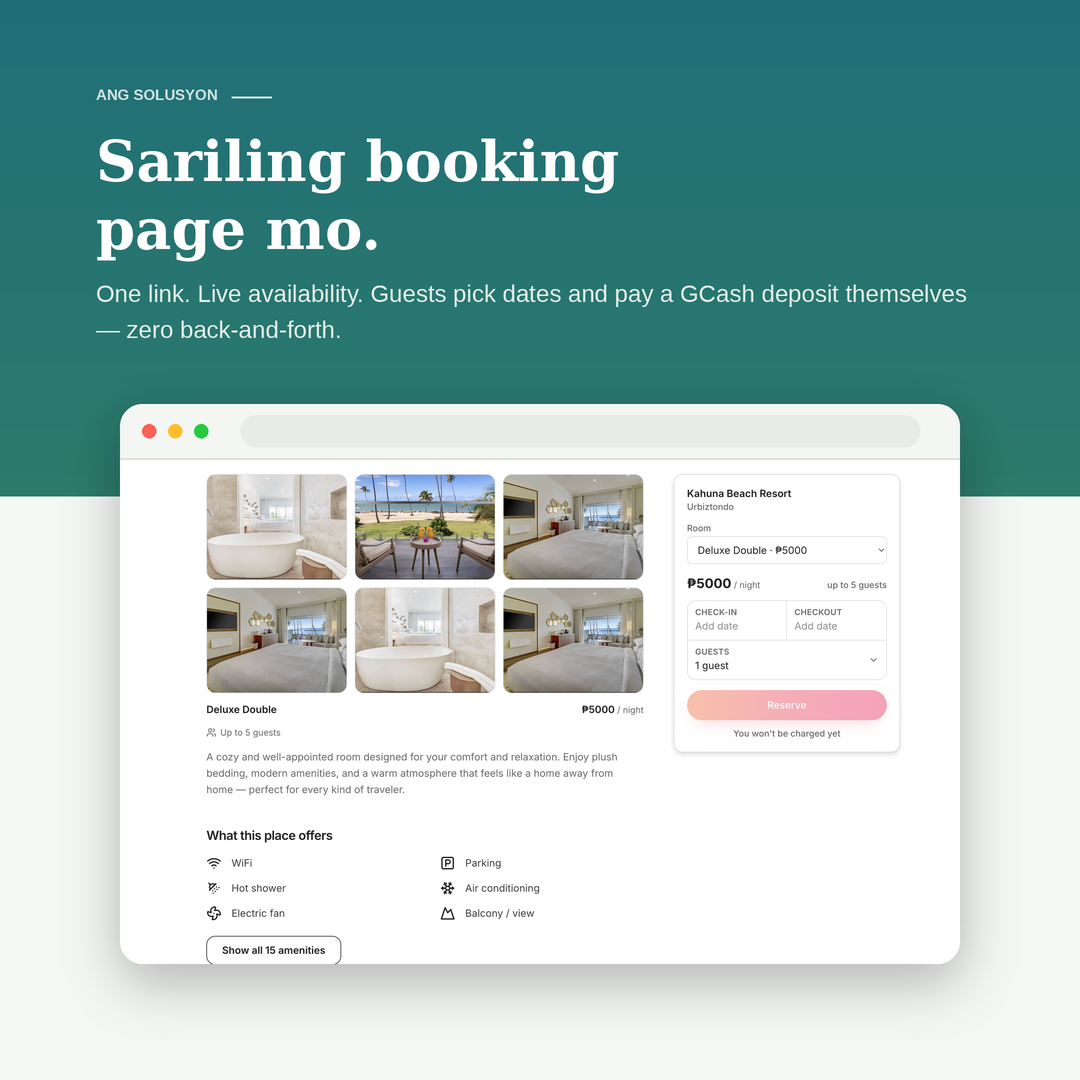 ANG SOLUSYON
Sariling booking
page mo.
One link. Live availability. Guests pick dates and pay a GCash deposit themselves
— zero back-and-forth.
Kahuna Beach Resort
Urbiztondo
Room
Deluxe Double · ₱5000
₱5000 / night
up to 5 guests
CHECK-IN
Add date
CHECKOUT
Add date
GUESTS
1 guest
Reserve
You won't be charged yet
Deluxe Double
₱5000 / night
Up to 5 guests
A cozy and well-appointed room designed for your comfort and relaxation. Enjoy plush
bedding, modern amenities, and a warm atmosphere that feels like a home away from
home — perfect for every kind of traveler.
What this place offers
WiFi
Parking
Hot shower
Air conditioning
Electric fan
Balcony / view
Show all 15 amenities